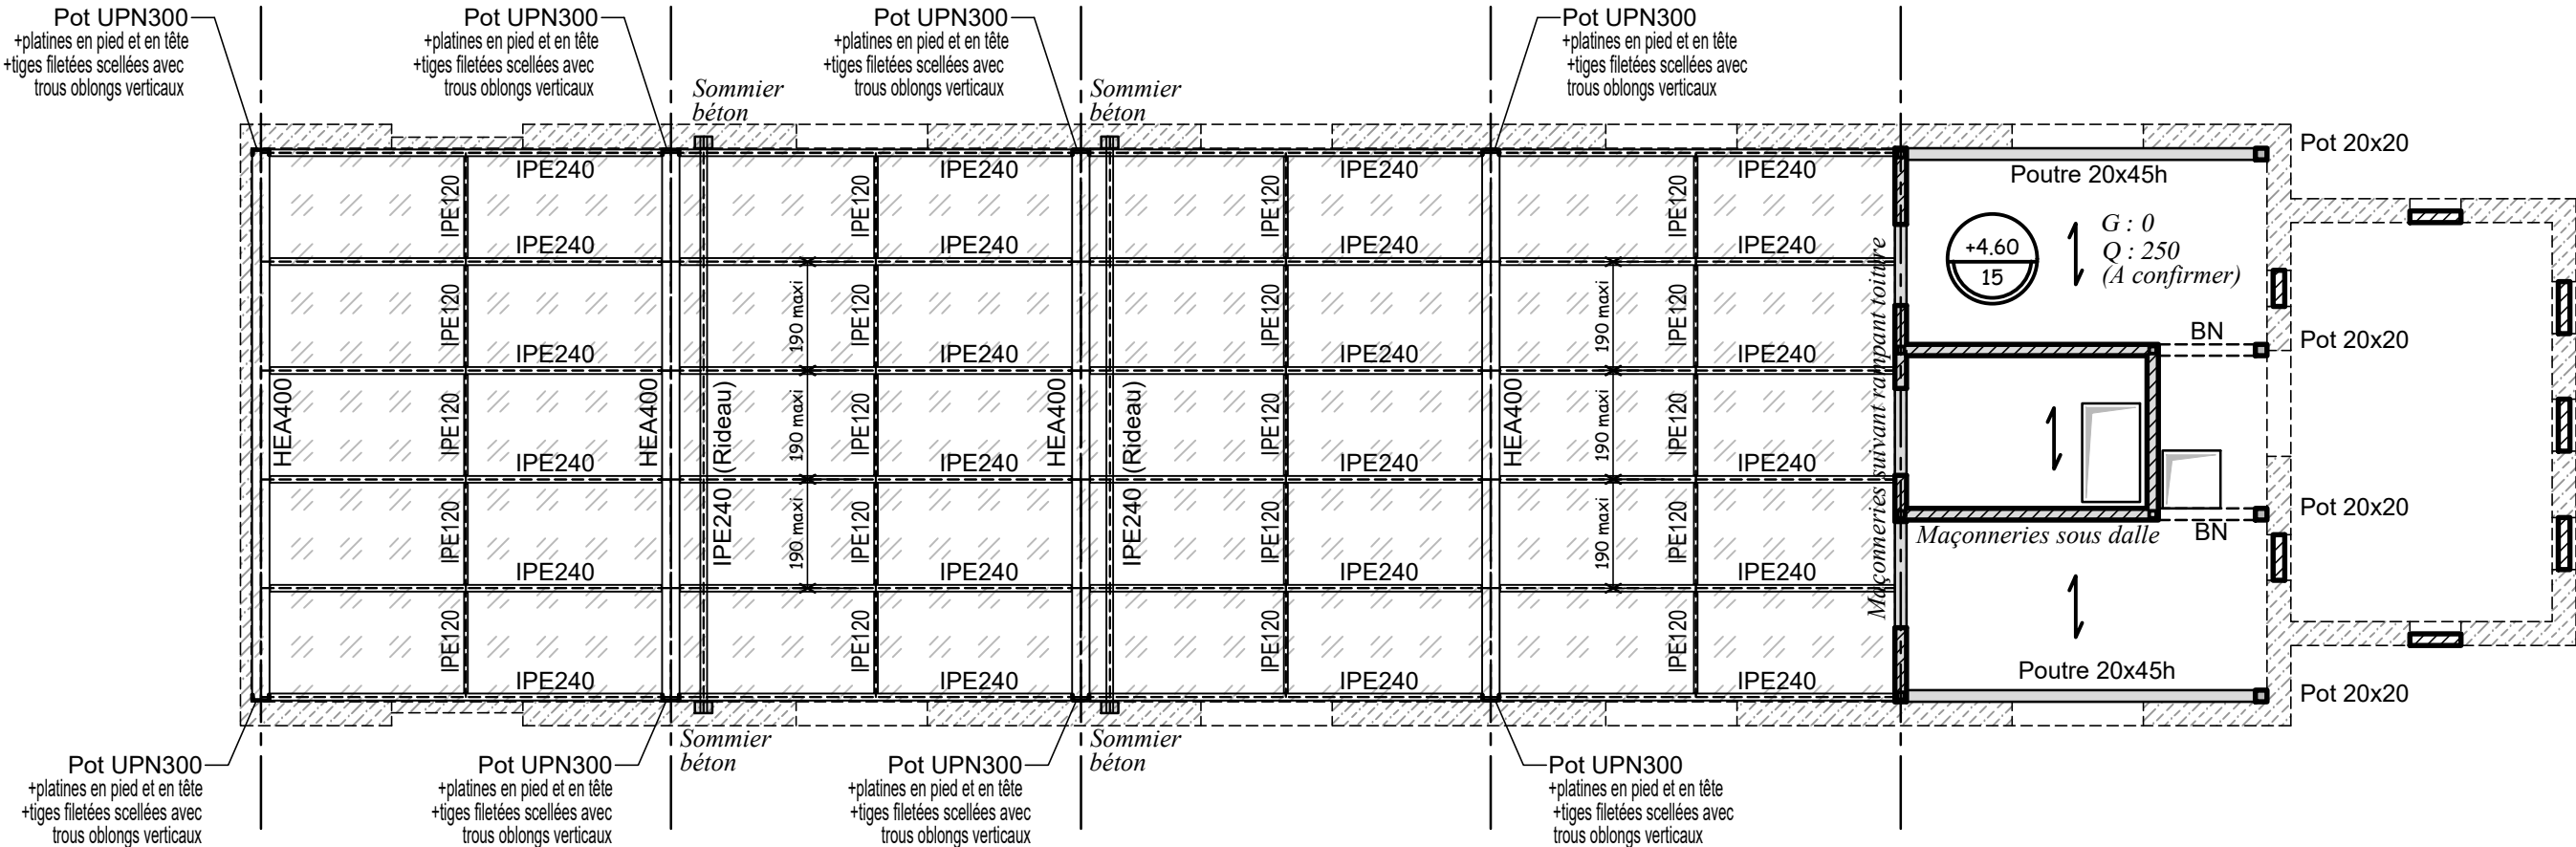 Pot UPN300
+platines en pied et en tête
+tiges filetées scellées avec
trous oblongs verticaux
Pot UPN300
+platines en pied et en tête
+tiges filetées scellées avec
trous oblongs verticaux
Pot UPN300
+platines en pied et en tête
+tiges filetées scellées avec
trous oblongs verticaux
Pot UPN300
+platines en pied et en tête
+tiges filetées scellées avec
trous oblongs verticaux
Sommier
béton
Sommier
béton
Pot 20x20
IPE240
IPE240
IPE240
IPE240
Poutre 20x45h
IPE120
IPE120
IPE120
IPE120
G : 0
Q : 250
(A confirmer)
+4.60
15
IPE240
IPE240
IPE240
IPE240
IPE120
190 maxi
IPE120
IPE120
190 maxi
IPE120
BN
Pot 20x20
IPE240
IPE240
IPE240
IPE240
HEA400
IPE120
HEA400
IPE240 (Rideau)
190 maxi
IPE120
HEA400
IPE240 (Rideau)
IPE120
HEA400
190 maxi
IPE120
Maçonneries suivant rampant toiture
IPE240
IPE240
IPE240
IPE240
Pot 20x20
IPE120
190 maxi
IPE120
IPE120
190 maxi
IPE120
Maçonneries sous dalle
BN
IPE240
IPE240
IPE240
IPE240
IPE120
IPE120
IPE120
IPE120
IPE240
IPE240
IPE240
IPE240
Poutre 20x45h
Pot 20x20
Sommier
béton
Sommier
béton
Pot UPN300
+platines en pied et en tête
+tiges filetées scellées avec
trous oblongs verticaux
Pot UPN300
+platines en pied et en tête
+tiges filetées scellées avec
trous oblongs verticaux
Pot UPN300
+platines en pied et en tête
+tiges filetées scellées avec
trous oblongs verticaux
Pot UPN300
+platines en pied et en tête
+tiges filetées scellées avec
trous oblongs verticaux